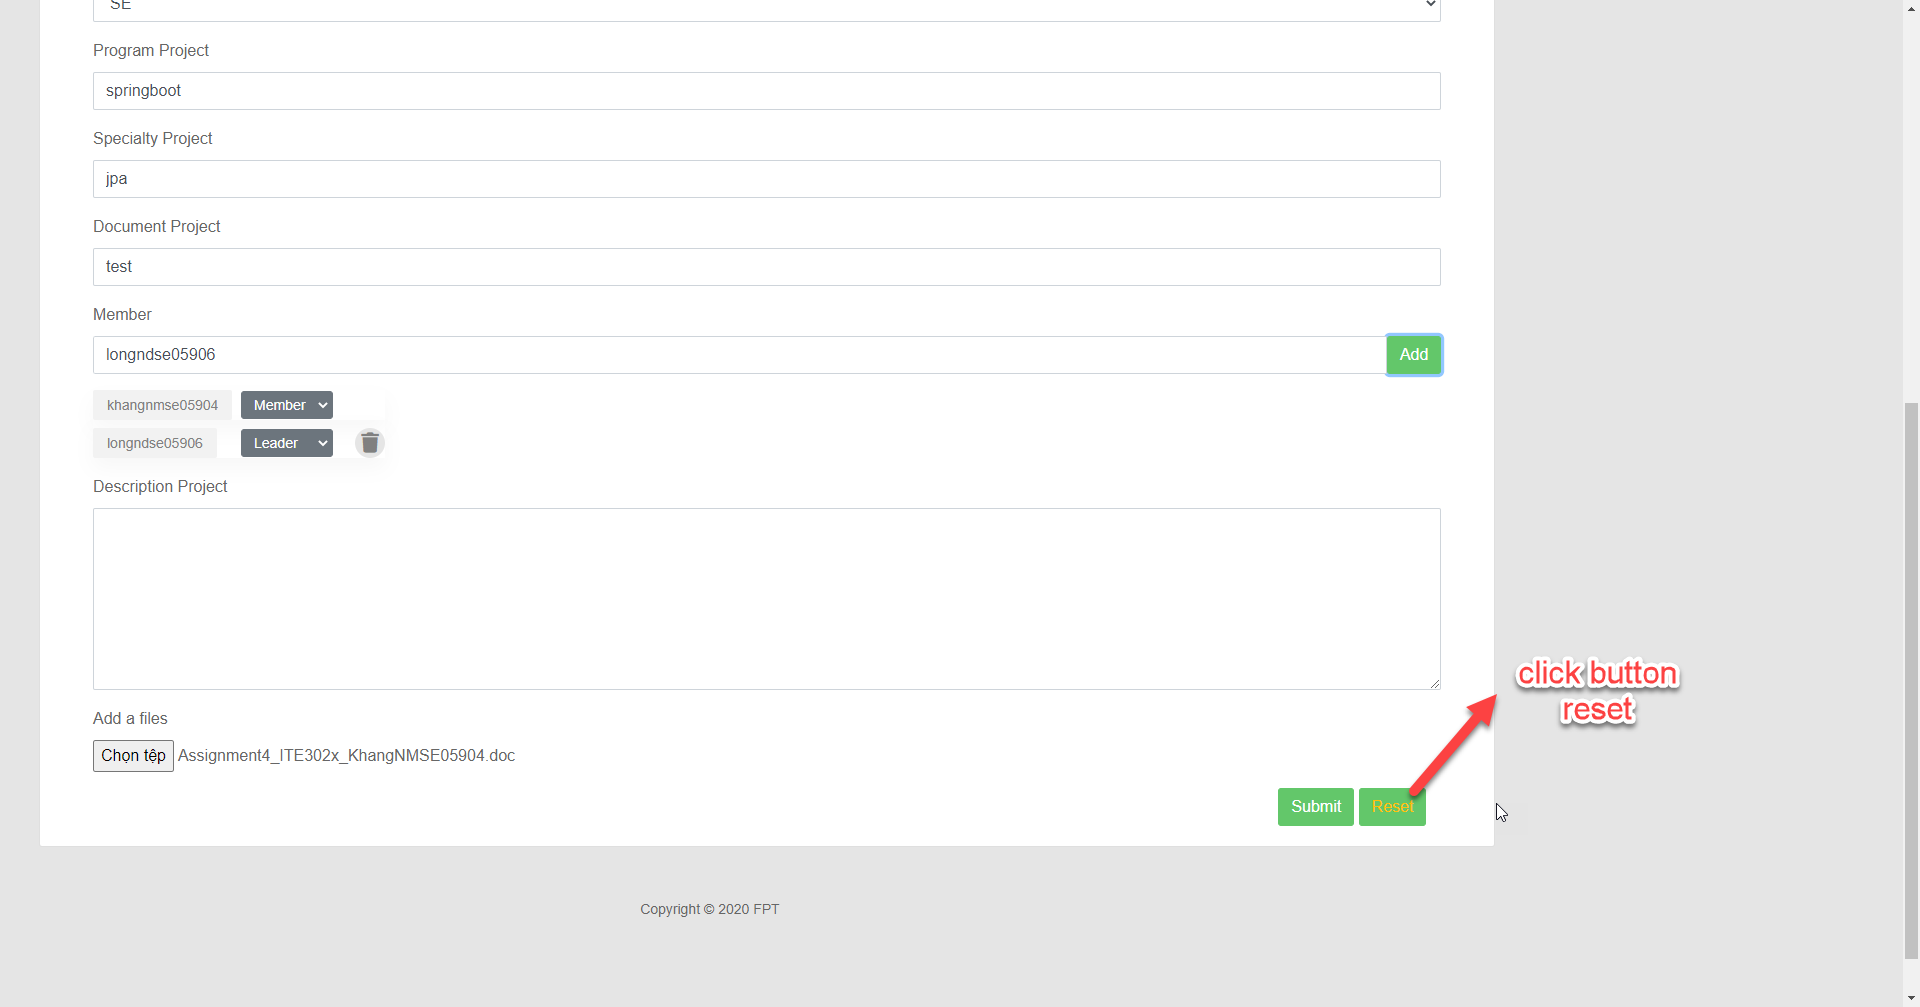 SE
Program Project
springboot
Specialty Project
jpa
Document Project
test
Member
longndse05906
Add
khangnmse05904
Member
longndse05906
Leader
Description Project
Add a files
Chọn tệp
Assignment4_ITE302x_KhangNMSE05904.doc
Submit
Reset
click button
reset
Copyright © 2020 FPT